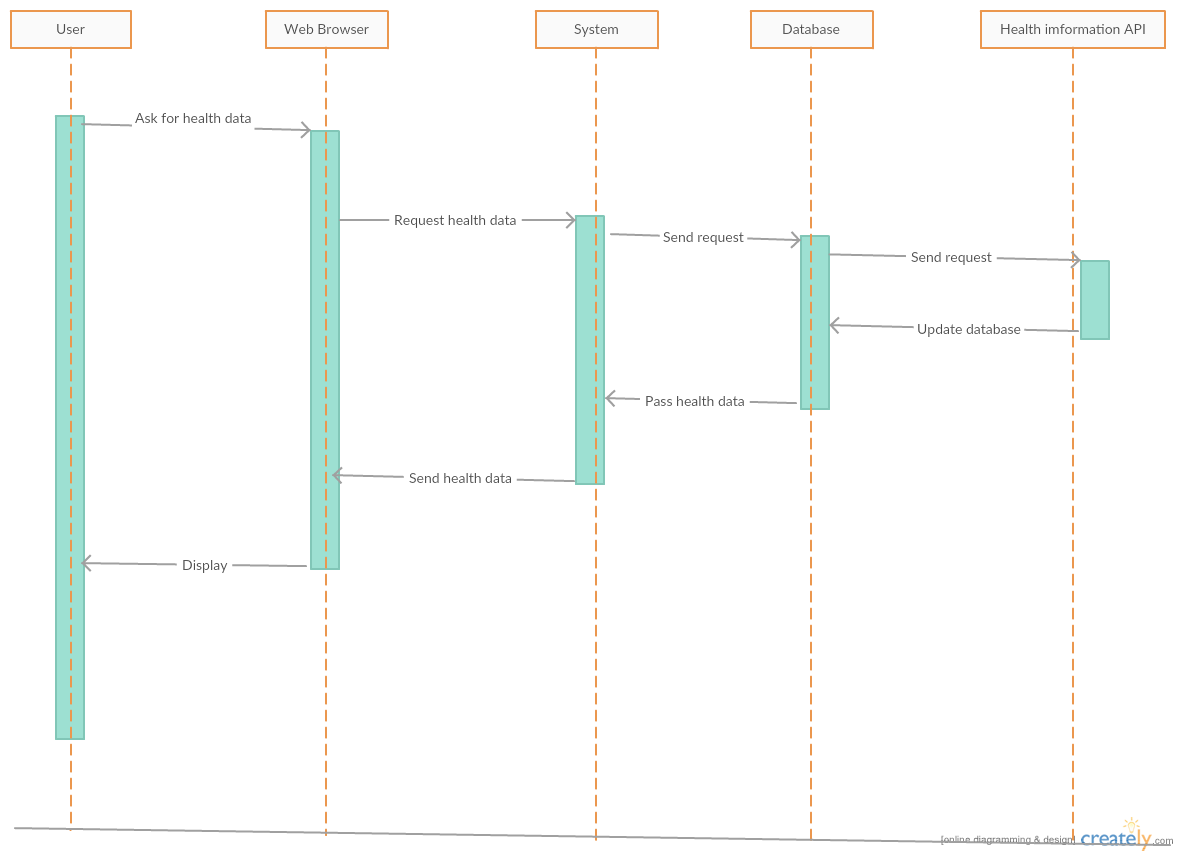 User
Web Browser
System
Database
Health imformation API
Ask for health data
Request health data
Send request
Send request
Update database
Pass health data
Send health data
Display
[online diagramming & design]
creately.com